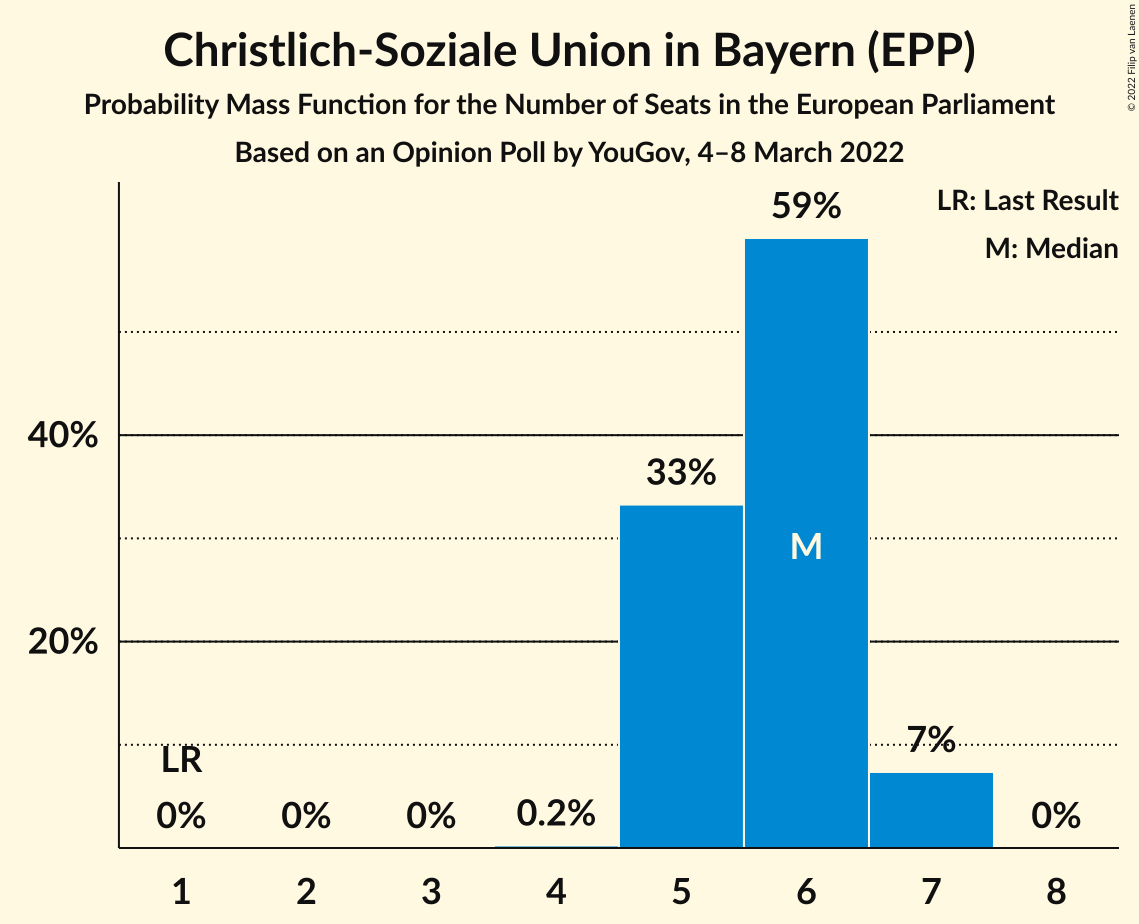 Christlich-Soziale Union in Bayern (EPP)
Probability Mass Function for the Number of Seats in the European Parliament
Based on an Opinion Poll by YouGov, 4–8 March 2022
© 2022 Filip van Laenen
LR: Last Result
M: Median
59%
40%
33%
M
20%
LR
7%
0% 0% 0% 0.2% 0%
1 2 3 4 5 6 7 8